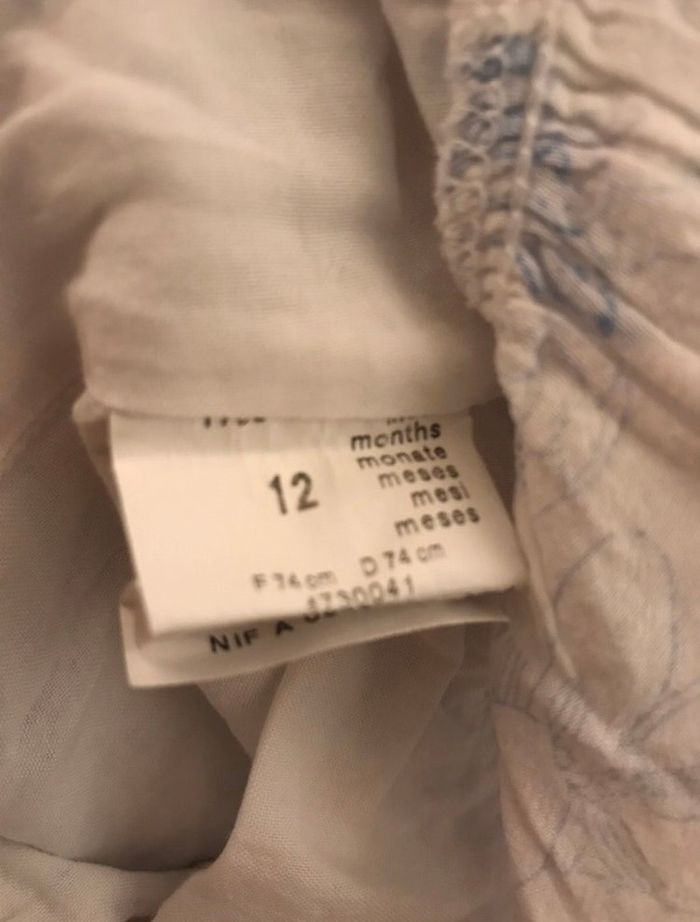 months
monate
meses
12
mesi
meses
F 74 cm D 74 cm
NIF A